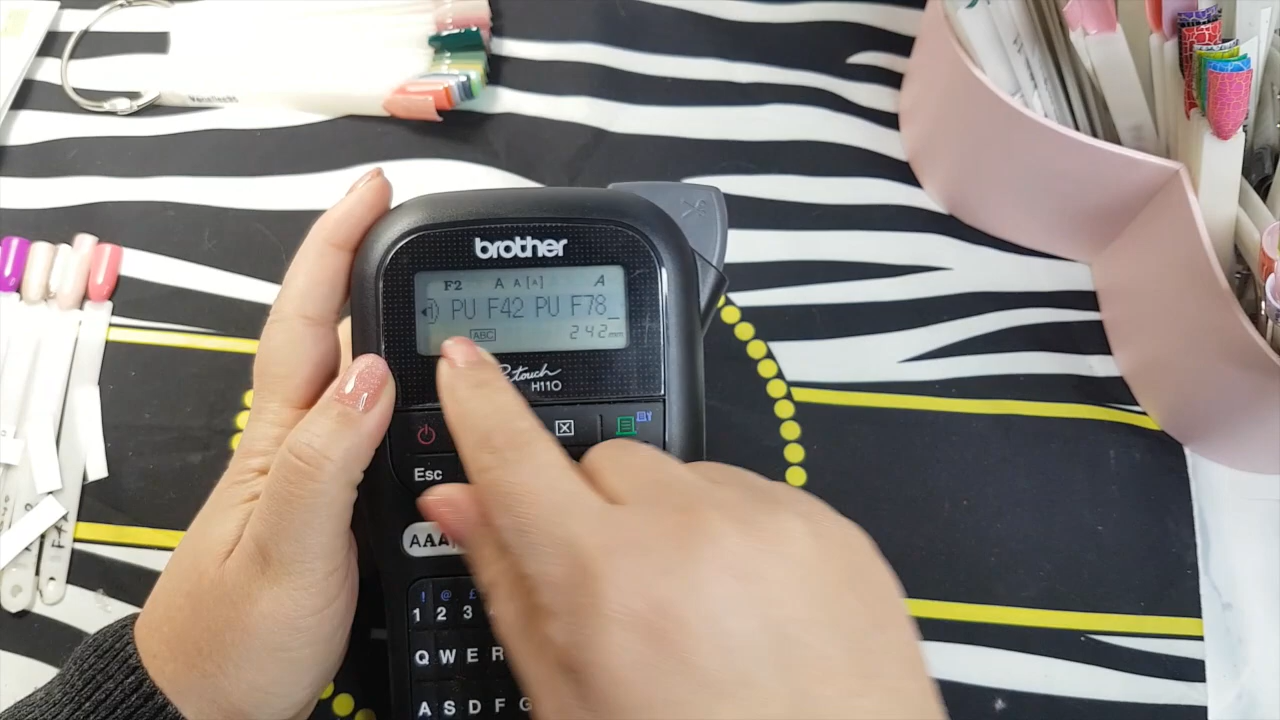 brother
F2 A A [A] A
PU F42 PU F78_
ABC 242mm
P-touch
H110
Esc
AAA
! @ £
1 2 3
Q W E R
A S D F G